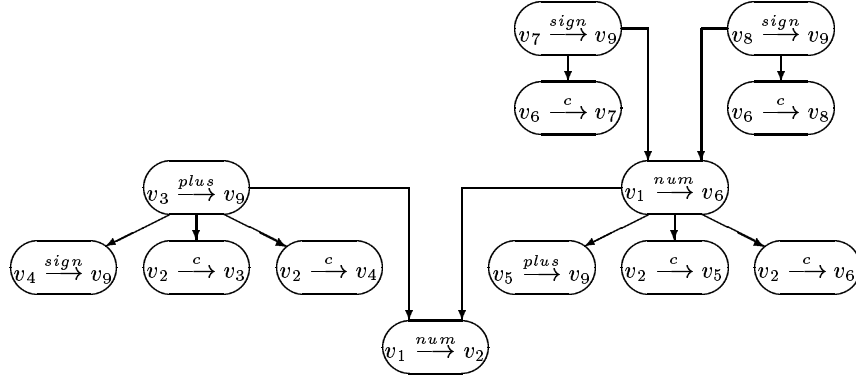 v₇ —sign→ v₉ v₈ —sign→ v₉
v₆ —c→ v₇ v₆ —c→ v₈
v₃ —plus→ v₉ v₁ —num→ v₆
v₄ —sign→ v₉ v₂ —c→ v₃ v₂ —c→ v₄ v₅ —plus→ v₉ v₂ —c→ v₅ v₂ —c→ v₆
v₁ —num→ v₂